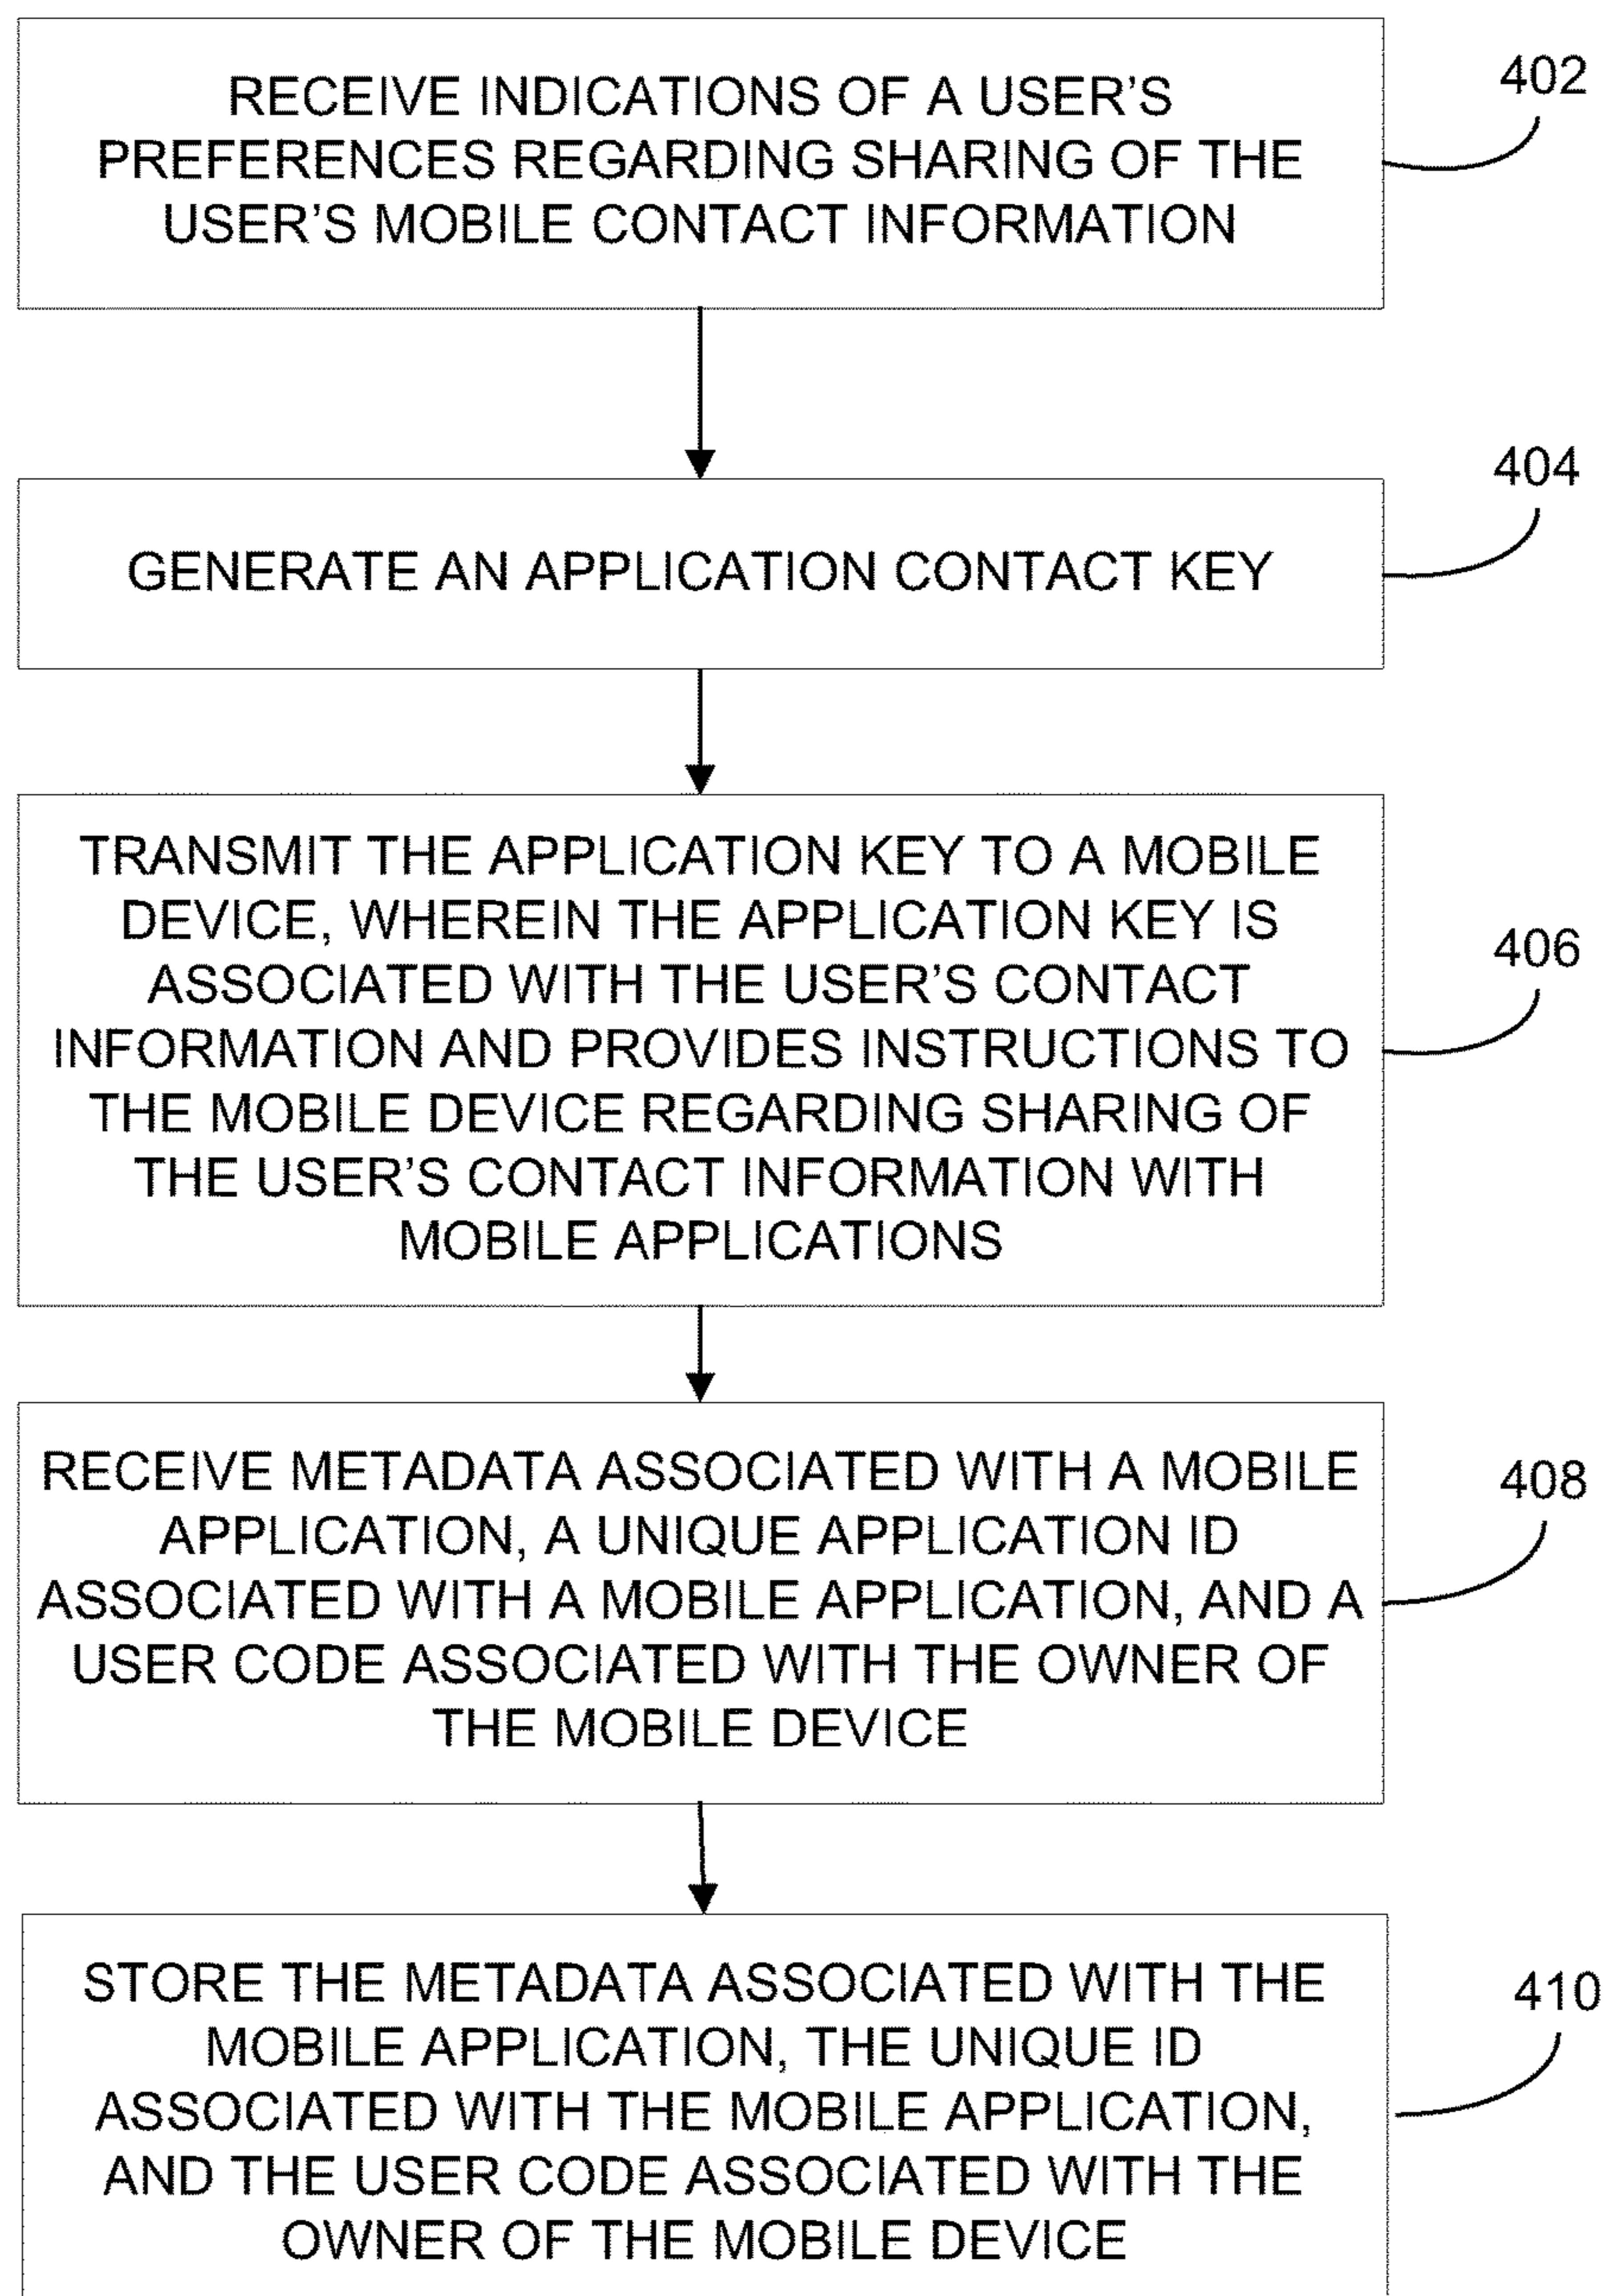 RECEIVE INDICATIONS OF A USER'S
PREFERENCES REGARDING SHARING OF THE
USER'S MOBILE CONTACT INFORMATION
402
GENERATE AN APPLICATION CONTACT KEY
404
TRANSMIT THE APPLICATION KEY TO A MOBILE
DEVICE, WHEREIN THE APPLICATION KEY IS
ASSOCIATED WITH THE USER'S CONTACT
INFORMATION AND PROVIDES INSTRUCTIONS TO
THE MOBILE DEVICE REGARDING SHARING OF
THE USER'S CONTACT INFORMATION WITH
MOBILE APPLICATIONS
406
RECEIVE METADATA ASSOCIATED WITH A MOBILE
APPLICATION, A UNIQUE APPLICATION ID
ASSOCIATED WITH A MOBILE APPLICATION, AND A
USER CODE ASSOCIATED WITH THE OWNER OF
THE MOBILE DEVICE
408
STORE THE METADATA ASSOCIATED WITH THE
MOBILE APPLICATION, THE UNIQUE ID
ASSOCIATED WITH THE MOBILE APPLICATION,
AND THE USER CODE ASSOCIATED WITH THE
OWNER OF THE MOBILE DEVICE
410